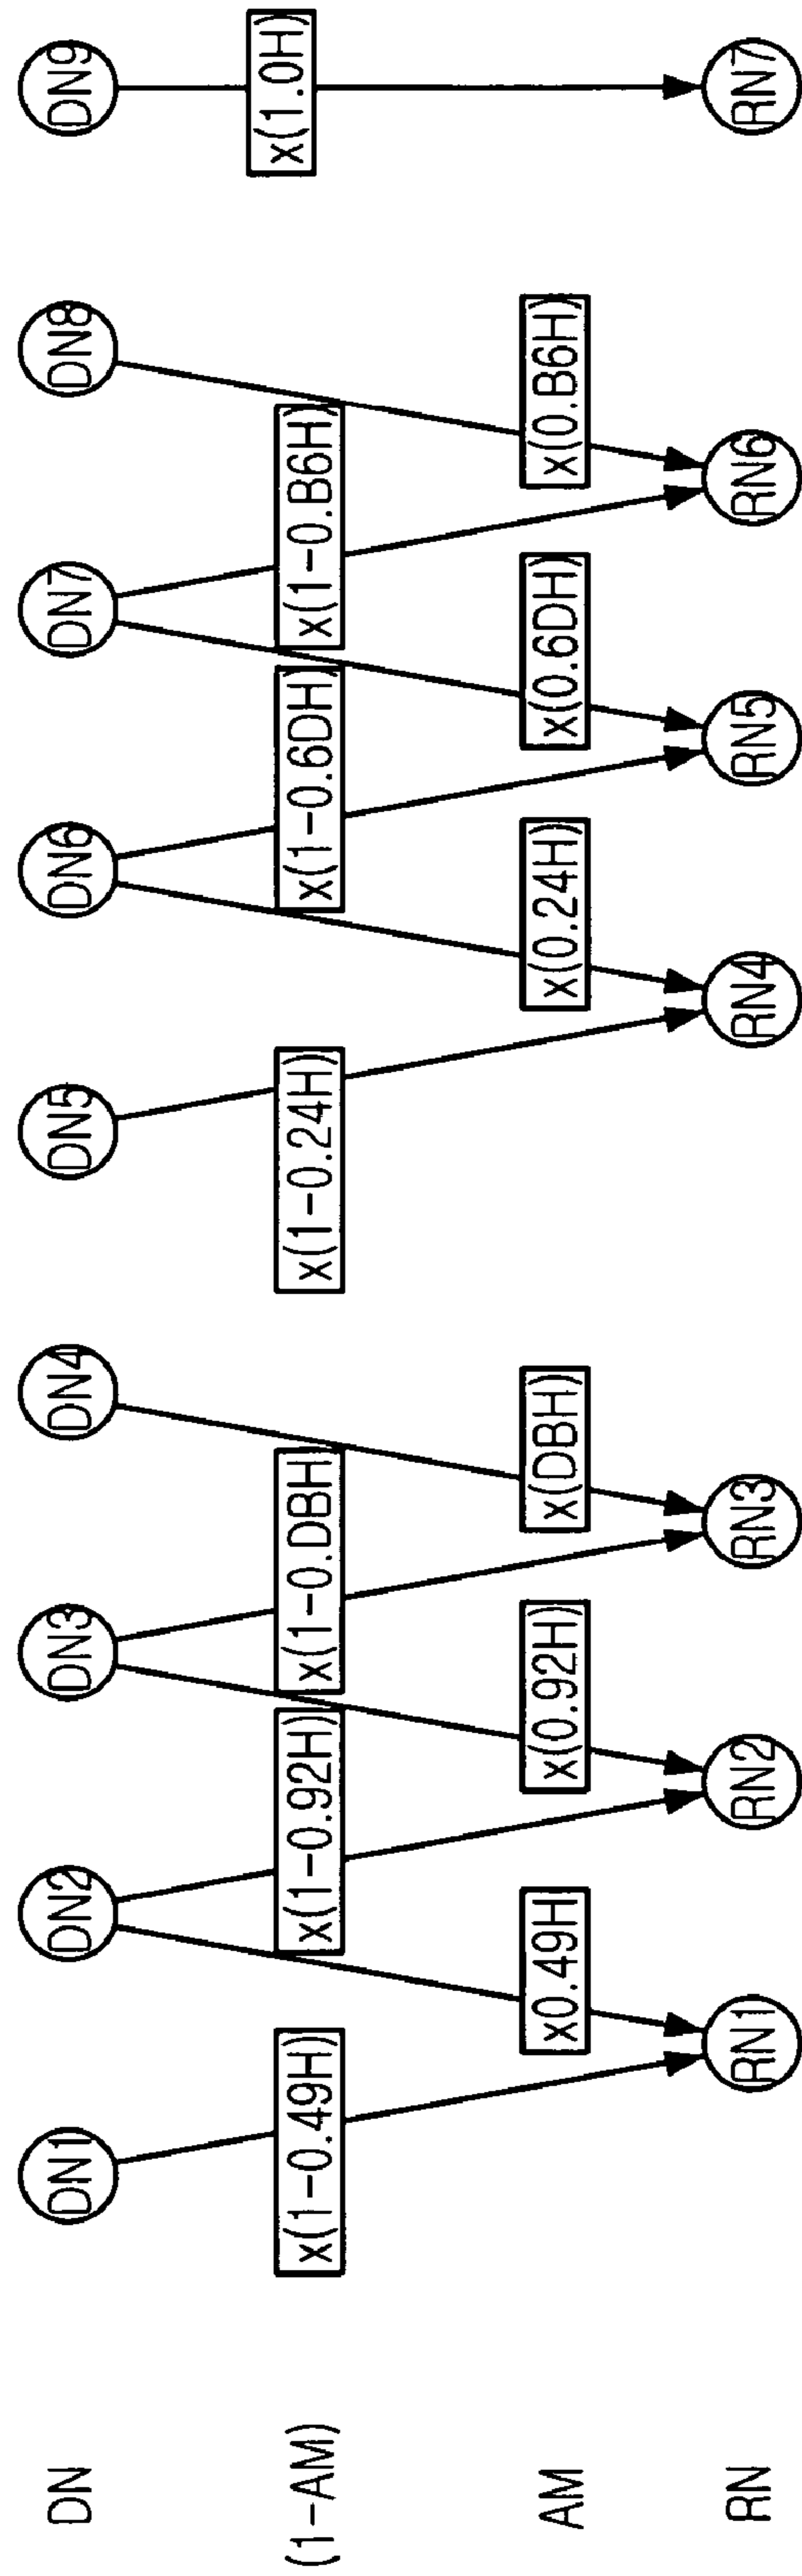 DN
DN1
DN2
DN3
DN4
DN5
DN6
DN7
DN8
DN9
(1-AM)
x(1-0.49H)
x(1-0.92H)
x(1-0.DBH
x(1-0.24H)
x(1-0.6DH)
x(1-0.B6H)
x(1.0H)
AM
x0.49H
x(0.92H)
x(DBH)
x(0.24H)
x(0.6DH)
x(0.B6H)
RN
RN1
RN2
RN3
RN4
RN5
RN6
RN7